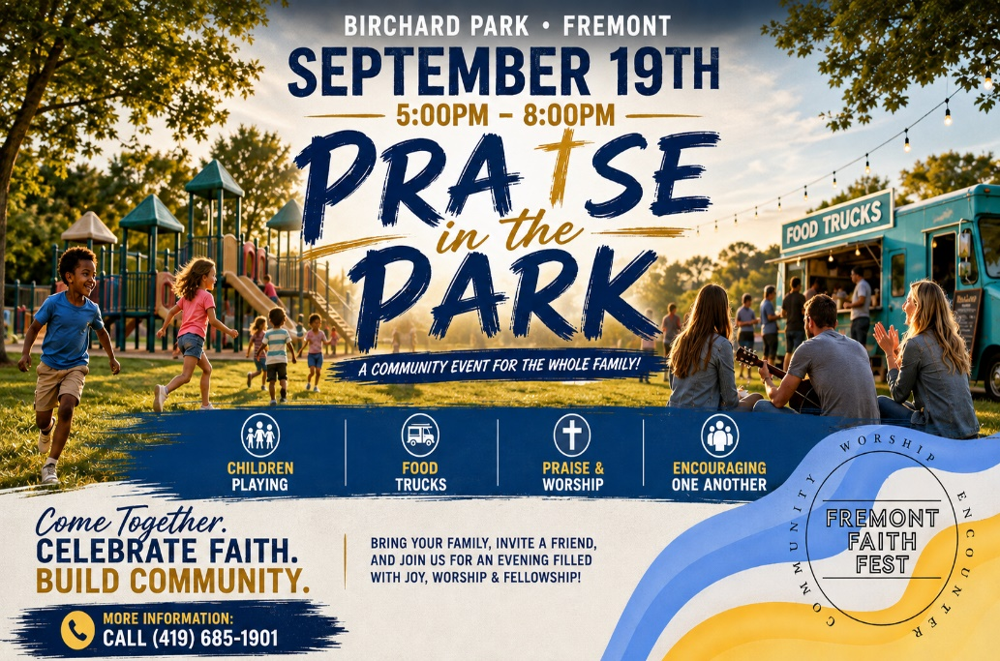 BIRCHARD PARK • FREMONT
SEPTEMBER 19TH
5:00PM – 8:00PM
PRAISE
in the
PARK
A COMMUNITY EVENT FOR THE WHOLE FAMILY!
FOOD TRUCKS
CHILDREN
PLAYING
FOOD
TRUCKS
PRAISE &
WORSHIP
ENCOURAGING
ONE ANOTHER
Come Together.
CELEBRATE FAITH.
BUILD COMMUNITY.
BRING YOUR FAMILY, INVITE A FRIEND,
AND JOIN US FOR AN EVENING FILLED
WITH JOY, WORSHIP & FELLOWSHIP!
MORE INFORMATION:
CALL (419) 685-1901
COMMUNITY
WORSHIP
ENCOUNTER
FREMONT
FAITH
FEST